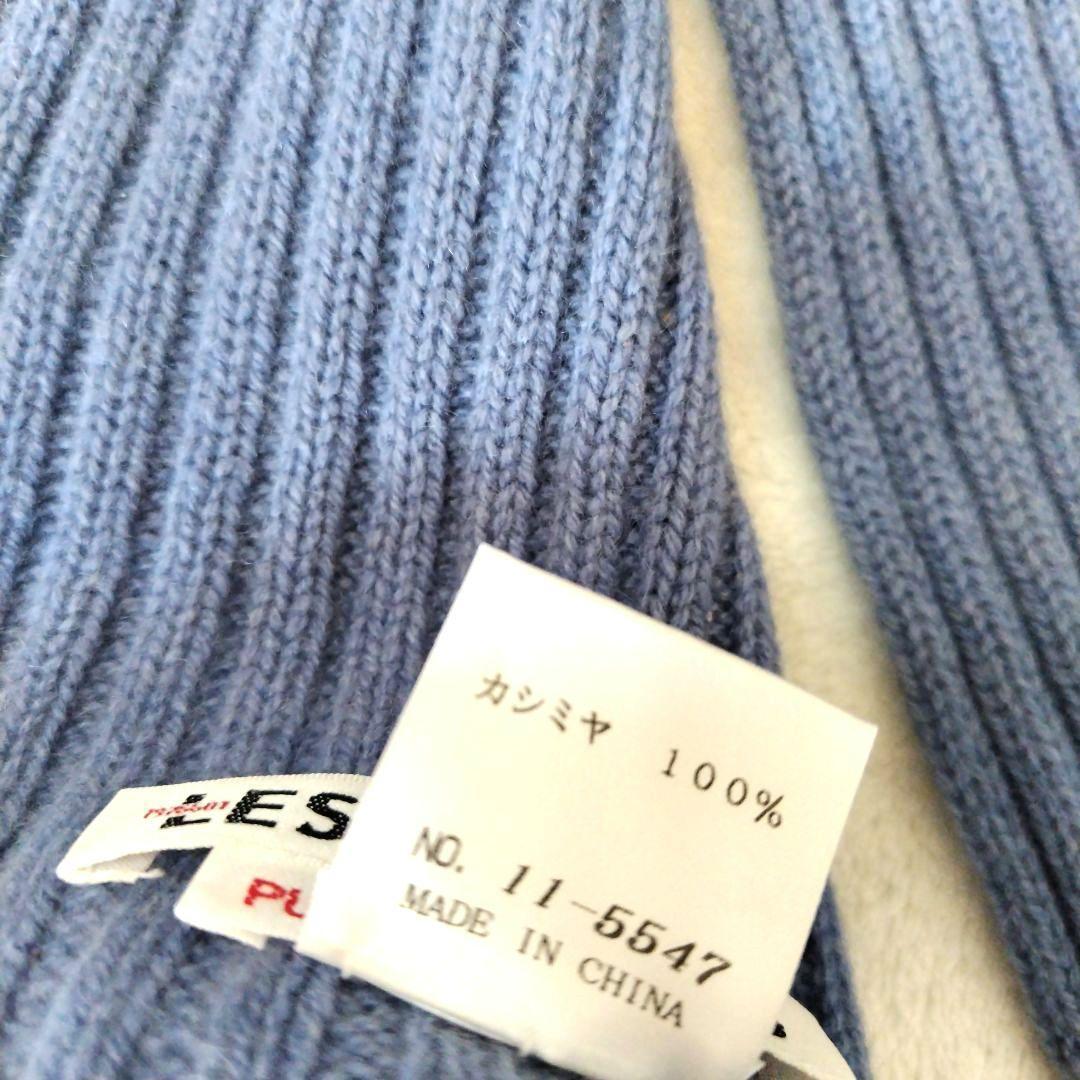 カシミヤ 100%
NO. 11-5547
MADE IN CHINA
LES
PU